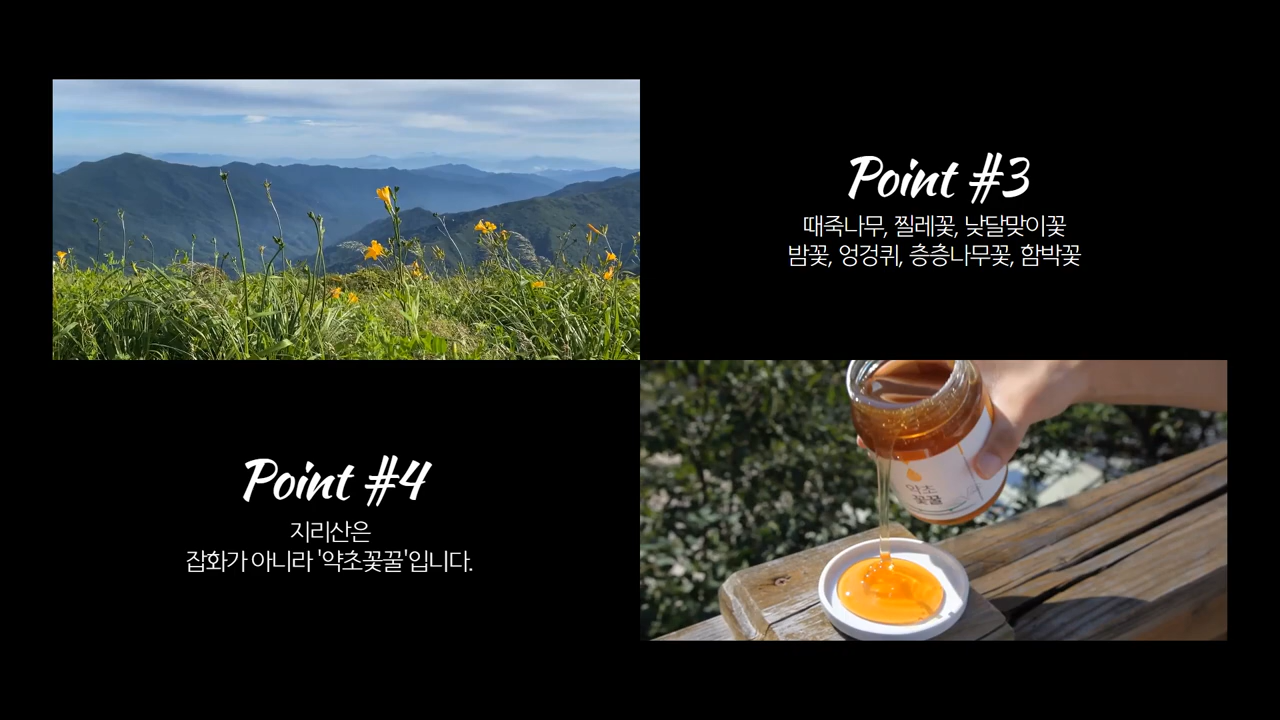 Point #3
때죽나무, 찔레꽃, 낮달맞이꽃
밤꽃, 엉겅퀴, 층층나무꽃, 함박꽃
Point #4
지리산은
잡화가 아니라 '약초꽃꿀'입니다.
약초
꽃꿀